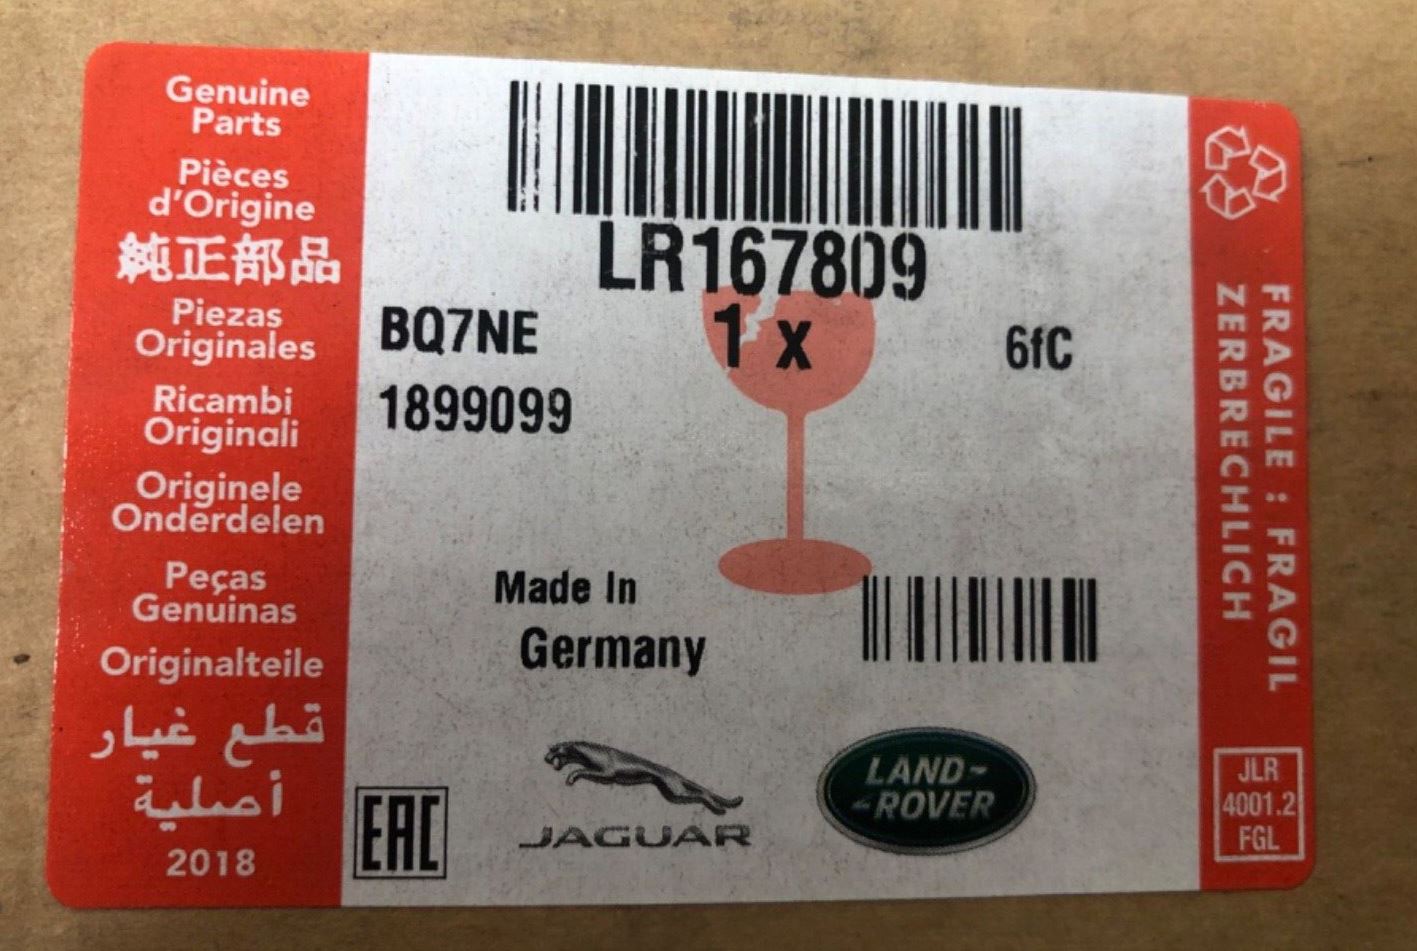 Genuine
Parts
Pièces
d'Origine
純正部品
Piezas
Originales
Ricambi
Originali
Originele
Onderdelen
Peças
Genuinas
Originalteile
قطع غيار
أصلية
2018
LR167809
BQ7NE
1 x
6fC
1899099
Made In
Germany
EAC
JAGUAR
LAND-
ROVER
FRAGILE : FRAGIL
ZERBRECHLICH
JLR
4001.2
FGL